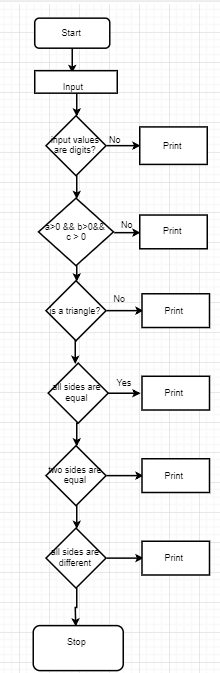 Start
Input
input values No
are digits? Print
a>0 && b>0&& No
c > 0 Print
is a triangle? No
Print
all sides are Yes
equal Print
two sides are
equal Print
all sides are
different Print
Stop